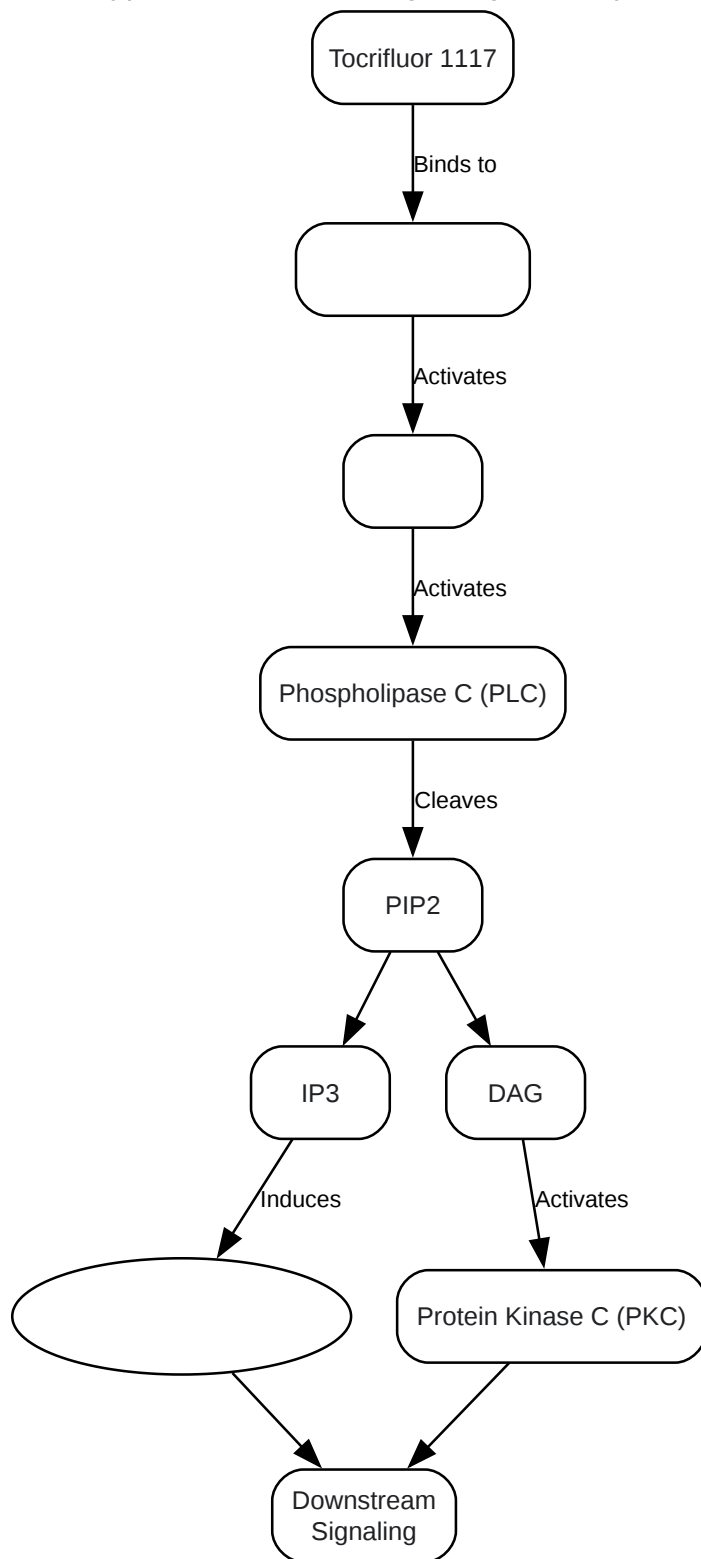 Tocrifluor 1117
Binds to
Activates
Activates
Phospholipase C (PLC)
Cleaves
PIP2
IP3
DAG
Induces
Activates
Protein Kinase C (PKC)
Downstream
Signaling